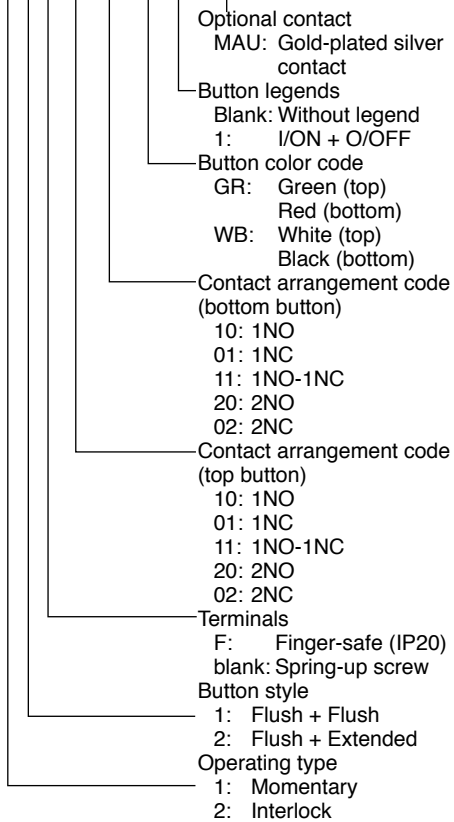 Optional contact
MAU: Gold-plated silver
contact
Button legends
Blank: Without legend
1: I/ON + O/OFF
Button color code
GR: Green (top)
Red (bottom)
WB: White (top)
Black (bottom)
Contact arrangement code
(bottom button)
10: 1NO
01: 1NC
11: 1NO-1NC
20: 2NO
02: 2NC
Contact arrangement code
(top button)
10: 1NO
01: 1NC
11: 1NO-1NC
20: 2NO
02: 2NC
Terminals
F: Finger-safe (IP20)
blank: Spring-up screw
Button style
1: Flush + Flush
2: Flush + Extended
Operating type
1: Momentary
2: Interlock